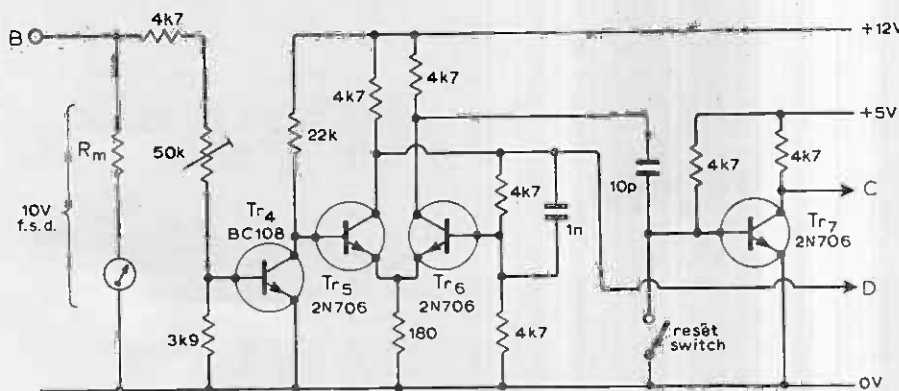 B
4k7
+12V
4k7
4k7
+5V
22k
Rm
50k
4k7
4k7
4k7
10p
C
10V
f.s.d.
Tr4
BC108
1n
Tr7
2N706
Tr5
2N706
Tr6
2N706
D
3k9
180
4k7
reset
switch
0V